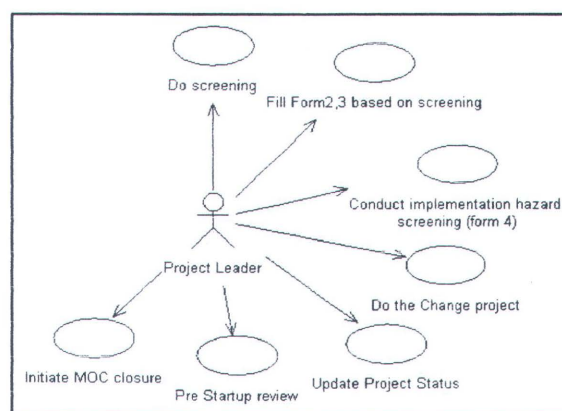 Do screening
Fill Form2,3 based on screening
Conduct implementation hazard
screening (form 4)
Project Leader
Do the Change project
Initiate MOC closure
Pre Startup review
Update Project Status